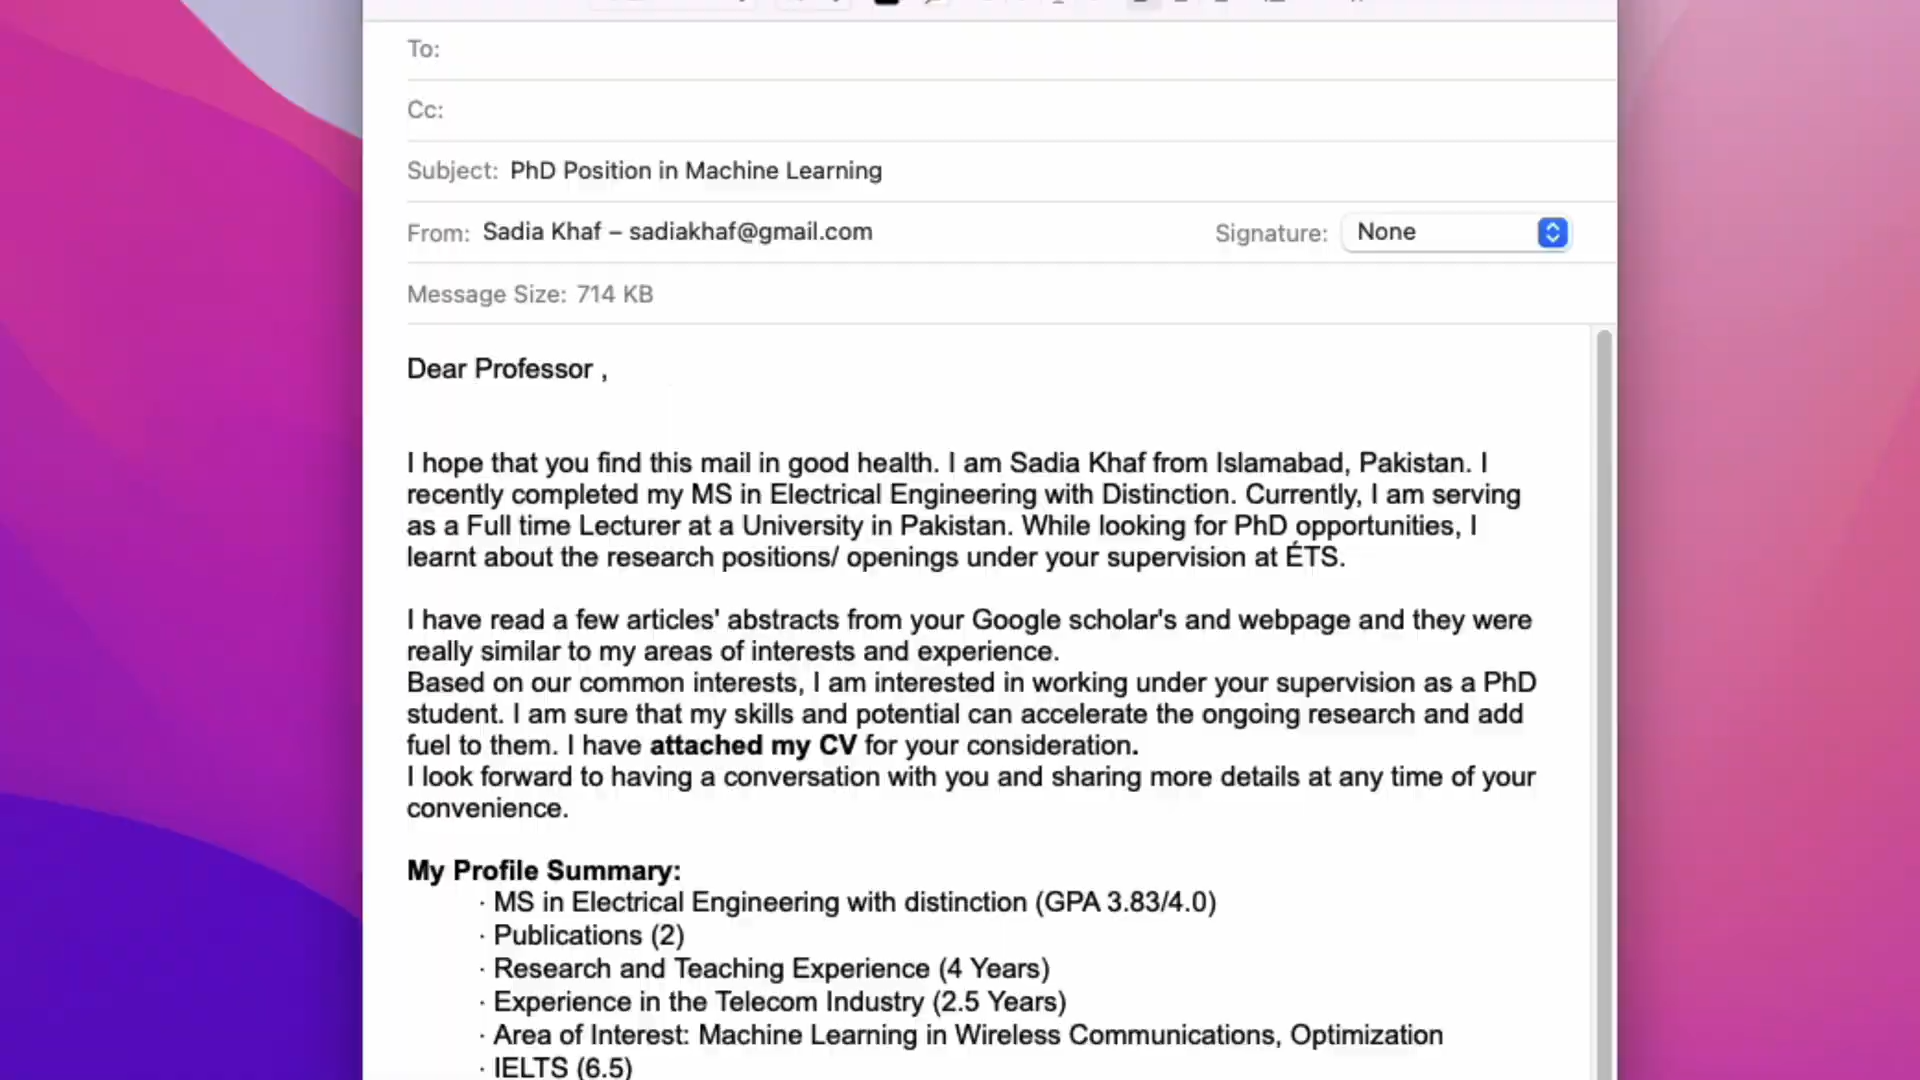 To:
Cc:
Subject: PhD Position in Machine Learning
From: Sadia Khaf – sadiakhaf@gmail.com
Signature: None
Message Size: 714 KB
Dear Professor ,
I hope that you find this mail in good health. I am Sadia Khaf from Islamabad, Pakistan. I
recently completed my MS in Electrical Engineering with Distinction. Currently, I am serving
as a Full time Lecturer at a University in Pakistan. While looking for PhD opportunities, I
learnt about the research positions/ openings under your supervision at ÉTS.
I have read a few articles' abstracts from your Google scholar's and webpage and they were
really similar to my areas of interests and experience.
Based on our common interests, I am interested in working under your supervision as a PhD
student. I am sure that my skills and potential can accelerate the ongoing research and add
fuel to them. I have attached my CV for your consideration.
I look forward to having a conversation with you and sharing more details at any time of your
convenience.
My Profile Summary:
· MS in Electrical Engineering with distinction (GPA 3.83/4.0)
· Publications (2)
· Research and Teaching Experience (4 Years)
· Experience in the Telecom Industry (2.5 Years)
· Area of Interest: Machine Learning in Wireless Communications, Optimization
· IELTS (6.5)